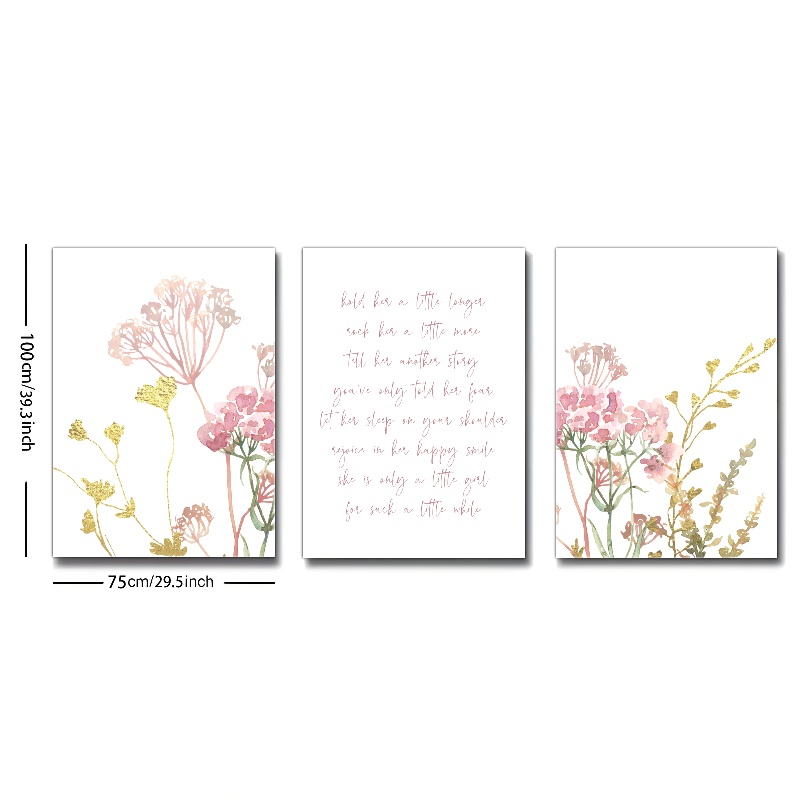 hold her a little longer
rock her a little more
tell her another story
you've only told her four
let her sleep on your shoulder
rejoice in her happy smile
she is only a little girl
for such a little while
100cm/39.3inch
75cm/29.5inch